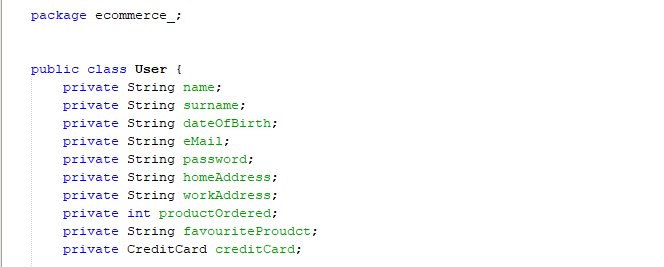 package ecommerce_;
public class User {
private String name;
private String surname;
private String dateOfBirth;
private String eMail;
private String password;
private String homeAddress;
private String workAddress;
private int productOrdered;
private String favouriteProudct;
private CreditCard creditCard;